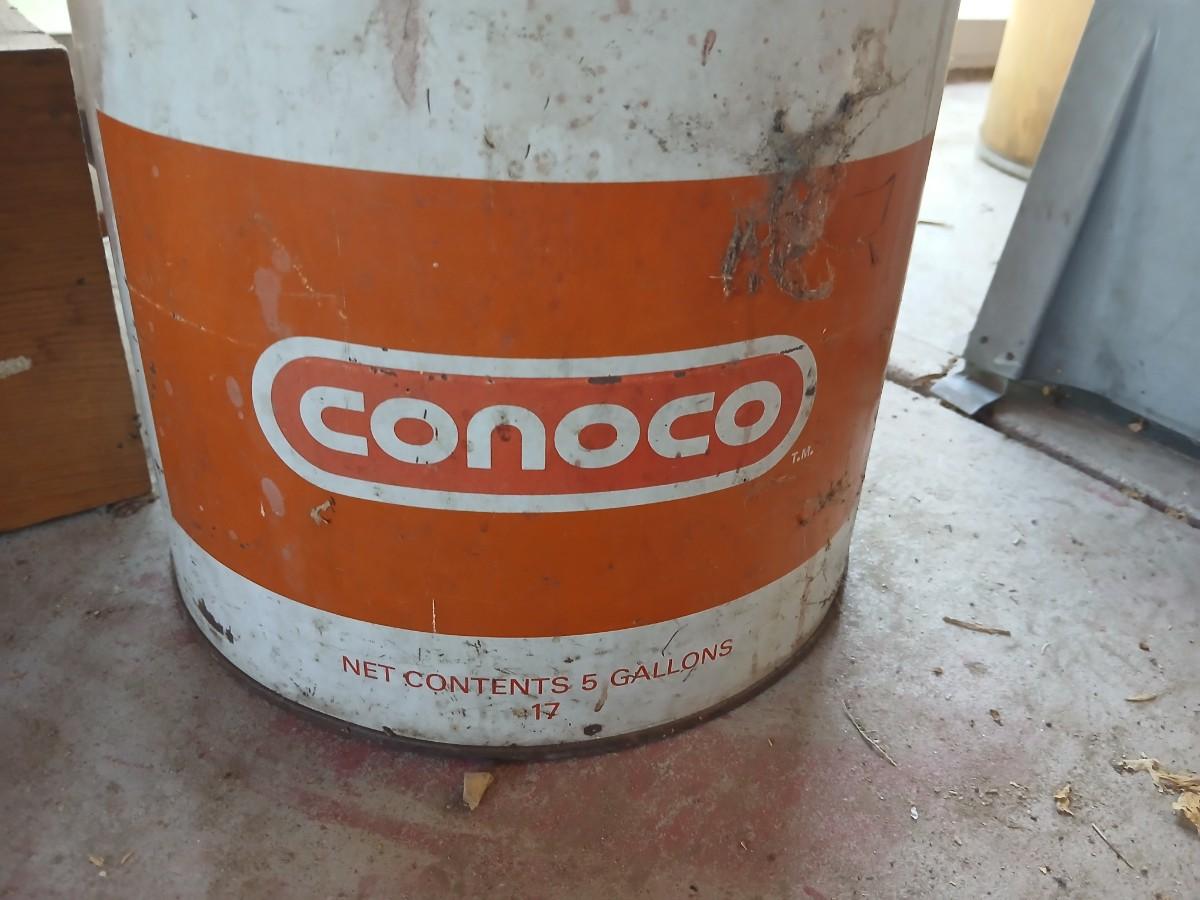 CONOCO
T.M.
NET CONTENTS 5 GALLONS
17